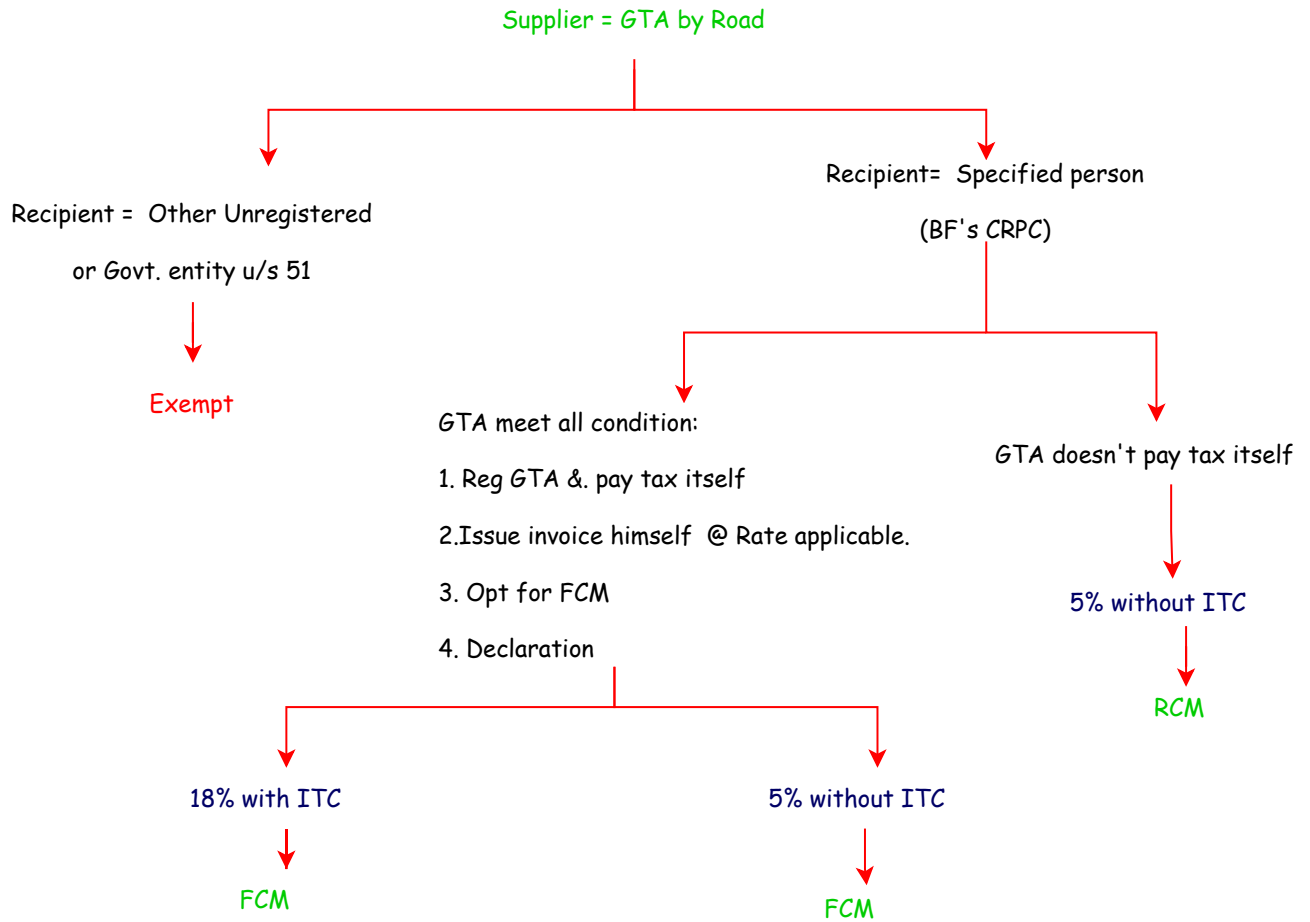 Supplier = GTA by Road
Recipient = Other Unregistered
or Govt. entity u/s 51
Exempt
Recipient= Specified person
(BF's CRPC)
GTA meet all condition:
1. Reg GTA &. pay tax itself
2.Issue invoice himself @ Rate applicable.
3. Opt for FCM
4. Declaration
18% with ITC
FCM
5% without ITC
FCM
GTA doesn't pay tax itself
5% without ITC
RCM